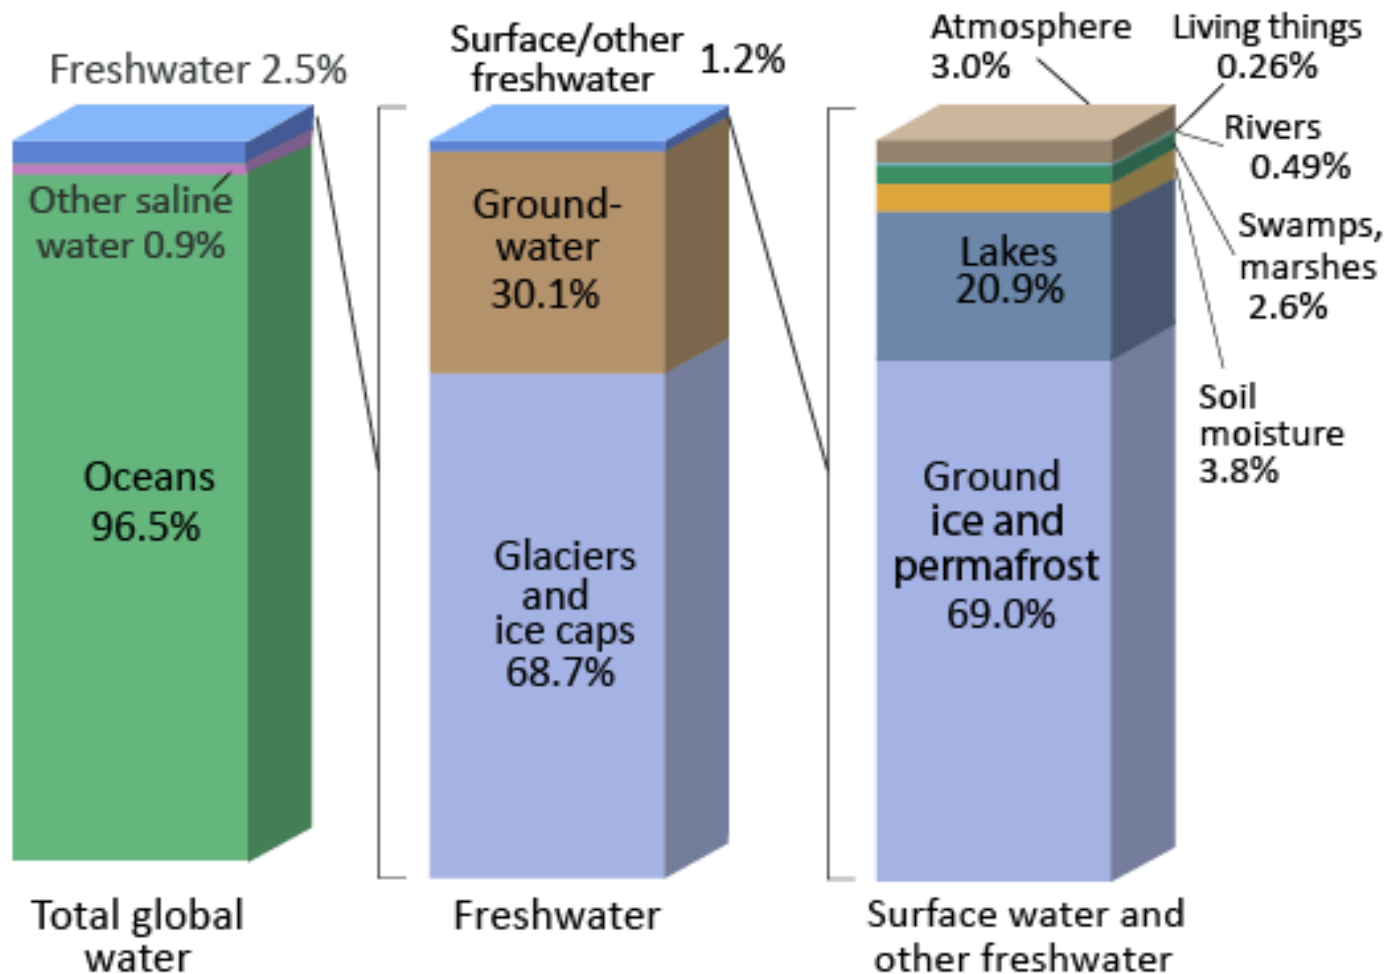 Freshwater 2.5%
Other saline
water 0.9%
Oceans
96.5%
Total global
water
Surface/other
freshwater
1.2%
Ground-
water
30.1%
Glaciers
and
ice caps
68.7%
Freshwater
Atmosphere
3.0%
Living things
0.26%
Rivers
0.49%
Swamps,
marshes
2.6%
Soil
moisture
3.8%
Lakes
20.9%
Ground
ice and
permafrost
69.0%
Surface water and
other freshwater